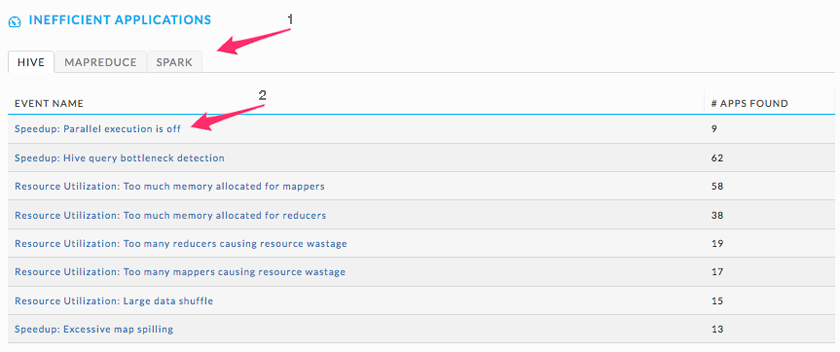 INEFFICIENT APPLICATIONS
1
HIVE MAPREDUCE SPARK
2
EVENT NAME # APPS FOUND
Speedup: Parallel execution is off 9
Speedup: Hive query bottleneck detection 62
Resource Utilization: Too much memory allocated for mappers 58
Resource Utilization: Too much memory allocated for reducers 38
Resource Utilization: Too many reducers causing resource wastage 19
Resource Utilization: Too many mappers causing resource wastage 17
Resource Utilization: Large data shuffle 15
Speedup: Excessive map spilling 13